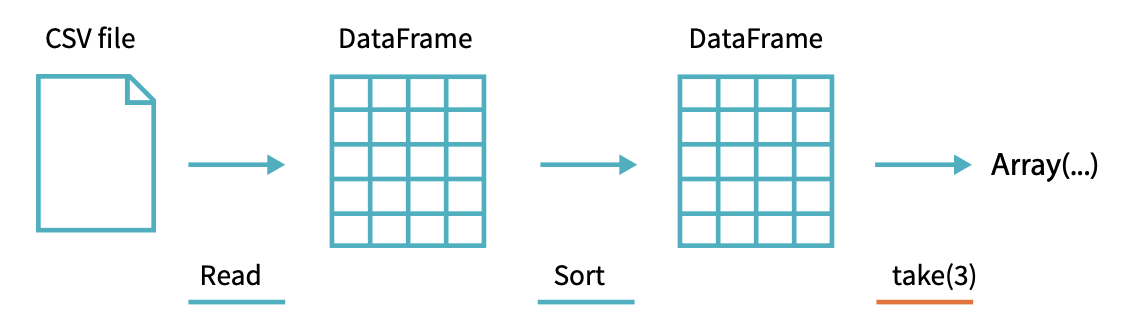 CSV file
DataFrame
DataFrame
Array(...)
Read
Sort
take(3)